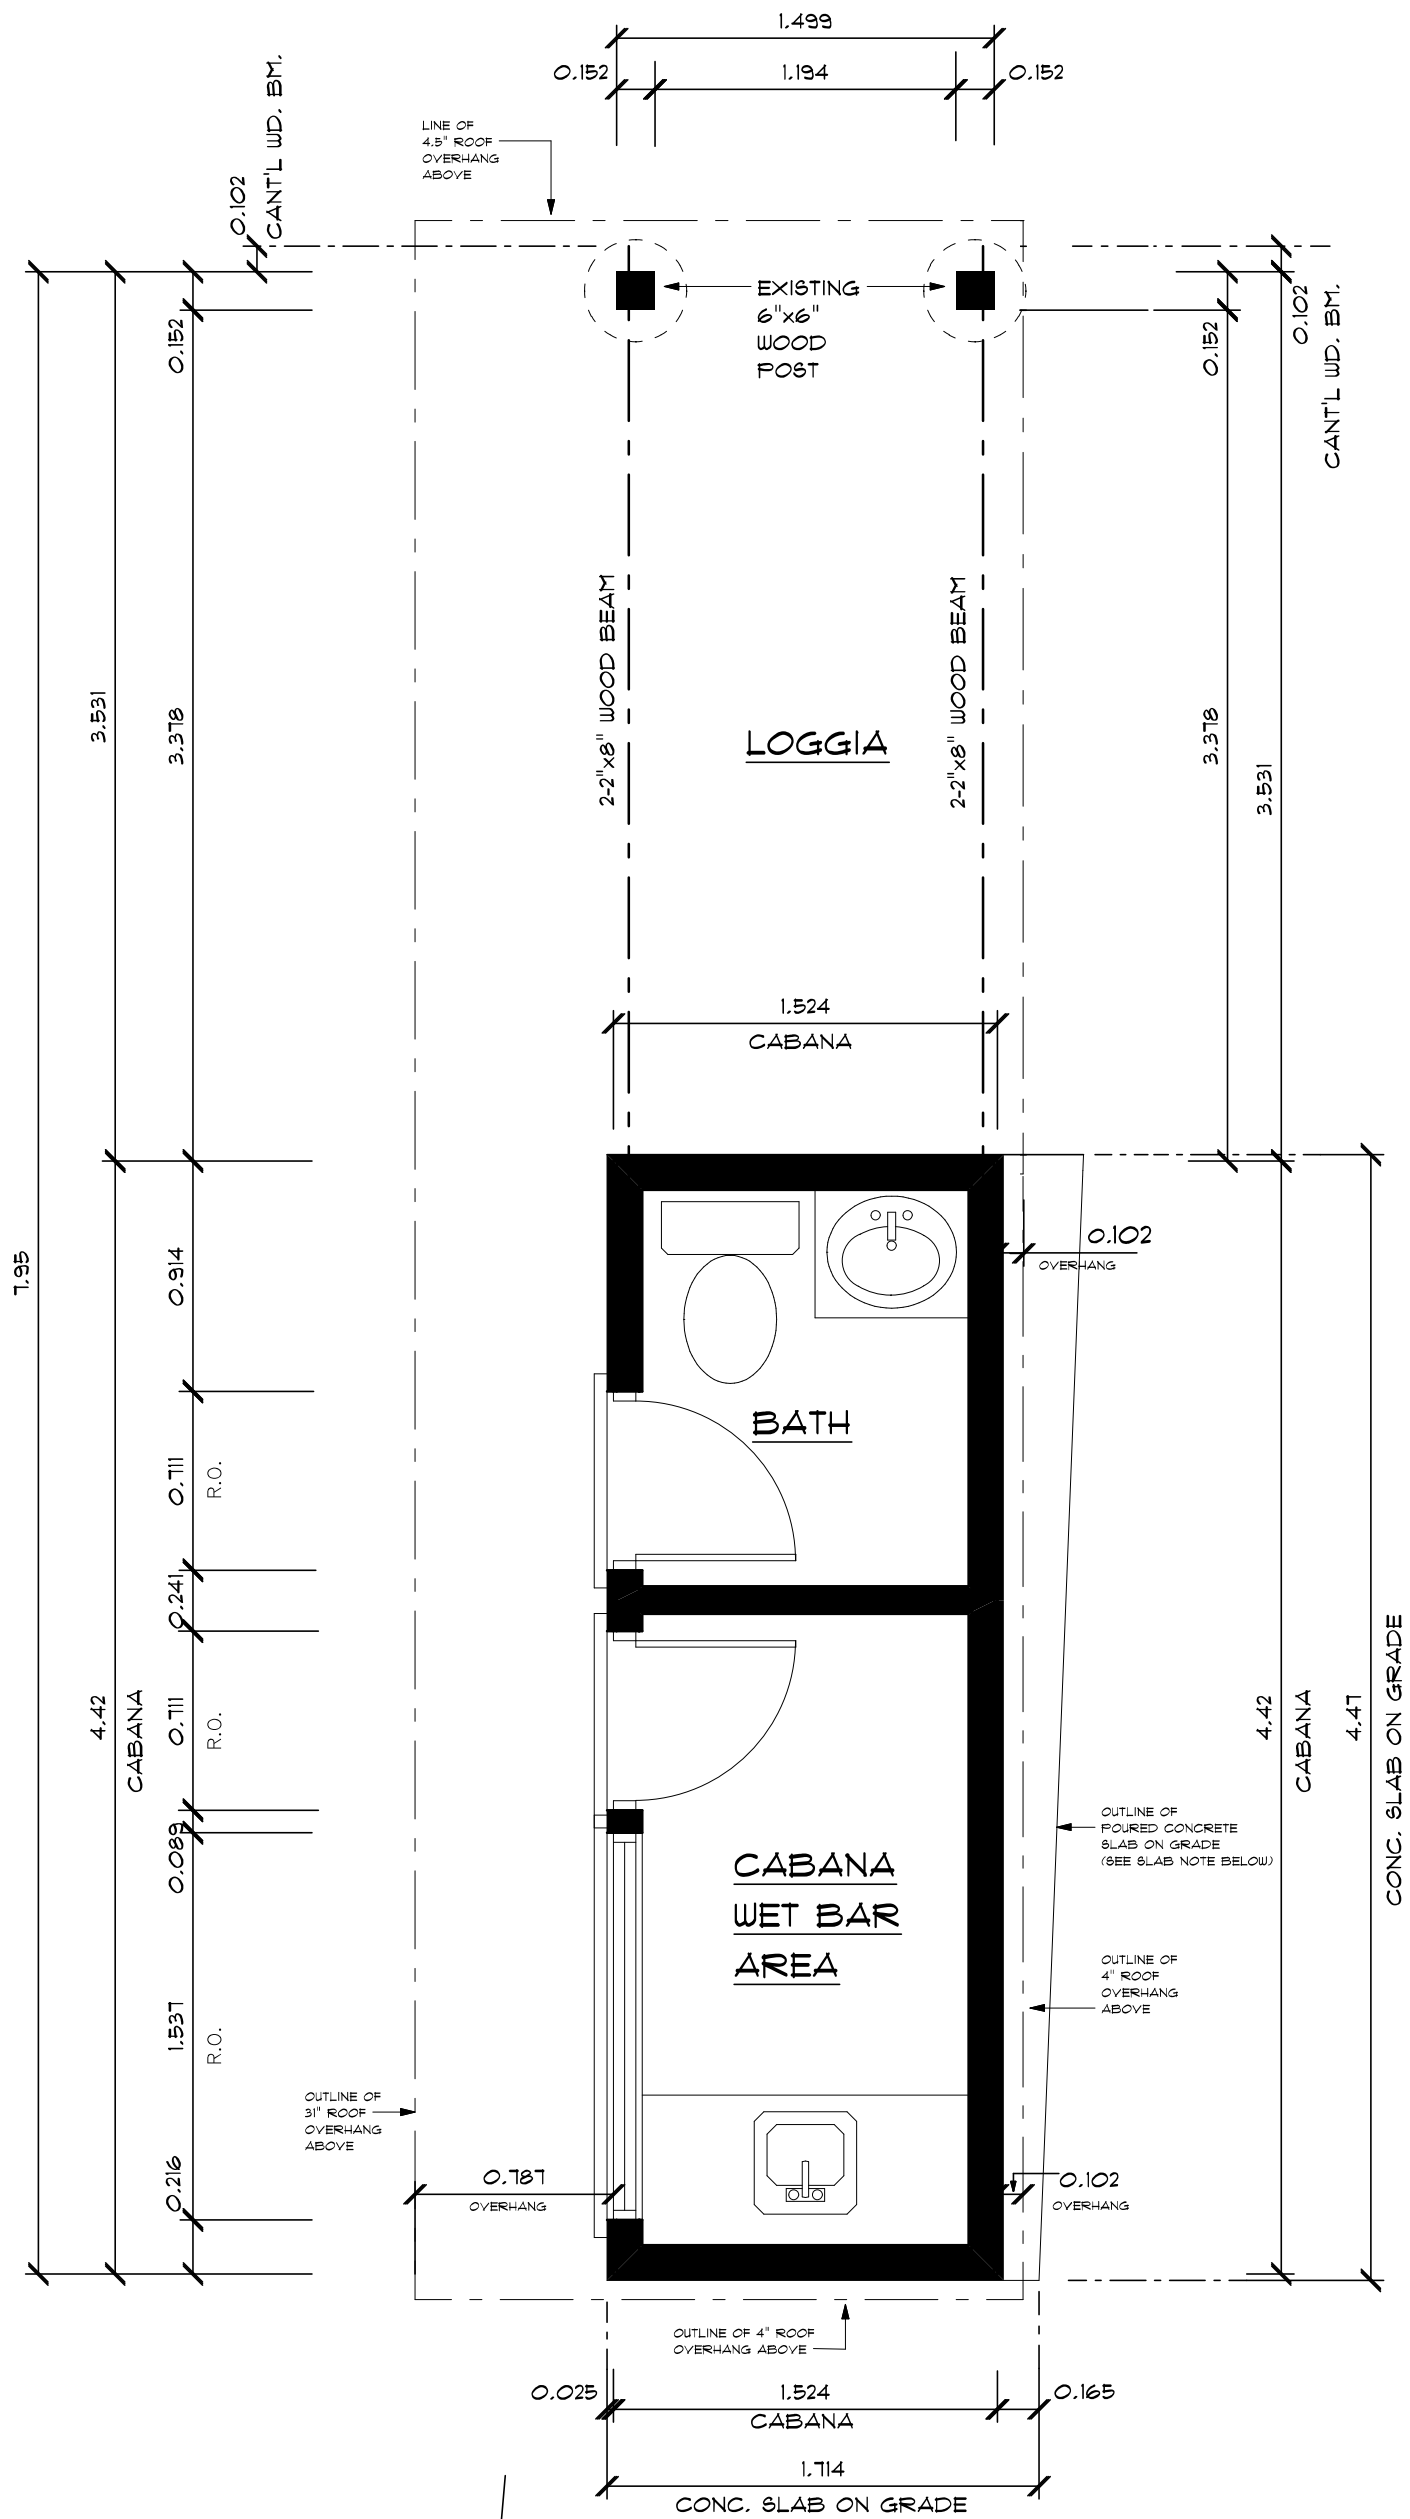 1.499
0.152
1.194
0.152
CANT'L WD. BM.
0.102
LINE OF
4.5" ROOF
OVERHANG
ABOVE
EXISTING
6"x6"
WOOD
POST
0.152
0.152
0.102
CANT'L WD. BM.
2-2"x8" WOOD BEAM
2-2"x8" WOOD BEAM
3.531
3.378
LOGGIA
3.378
3.531
1.524
CABANA
7.95
0.914
0.102
OVERHANG
BATH
0.711
R.O.
0.241
4.42
CABANA
0.711
R.O.
4.42
CABANA
4.47
CONC. SLAB ON GRADE
0.089
OUTLINE OF
POURED CONCRETE
SLAB ON GRADE
(SEE SLAB NOTE BELOW)
CABANA
WET BAR
AREA
OUTLINE OF
4" ROOF
OVERHANG
ABOVE
1.537
R.O.
OUTLINE OF
31" ROOF
OVERHANG
ABOVE
0.216
0.787
OVERHANG
0.102
OVERHANG
OUTLINE OF 4" ROOF
OVERHANG ABOVE
0.025
1.524
CABANA
0.165
1.714
CONC. SLAB ON GRADE